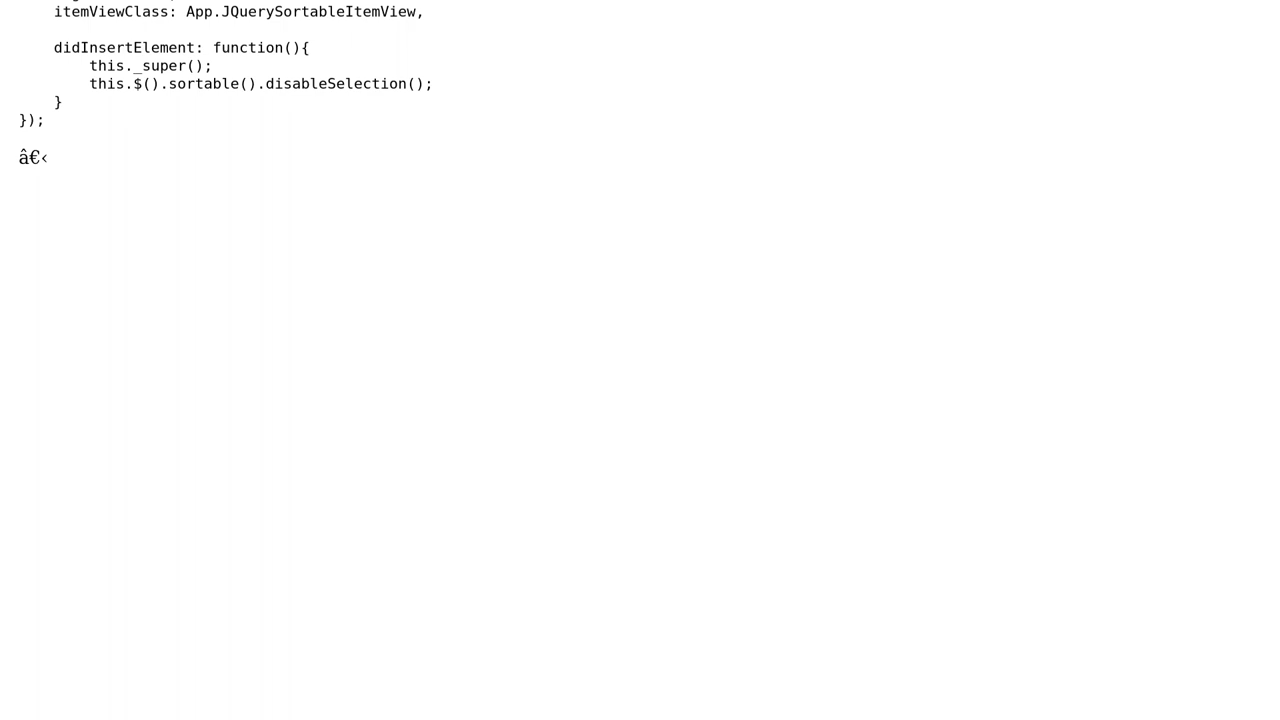 itemViewClass: App.JQuerySortableItemView,

didInsertElement: function(){
    this._super();
    this.$().sortable().disableSelection();
}
});

â€‹